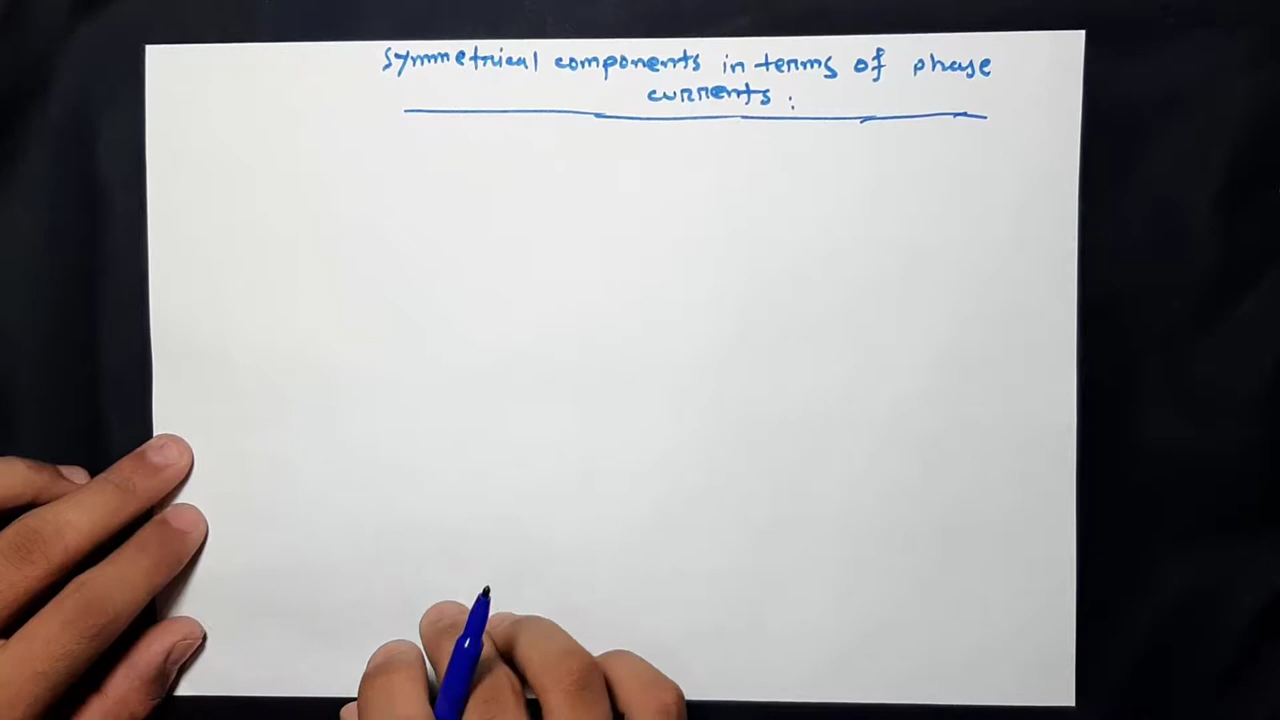 symmetrical components in terms of phase
currents :